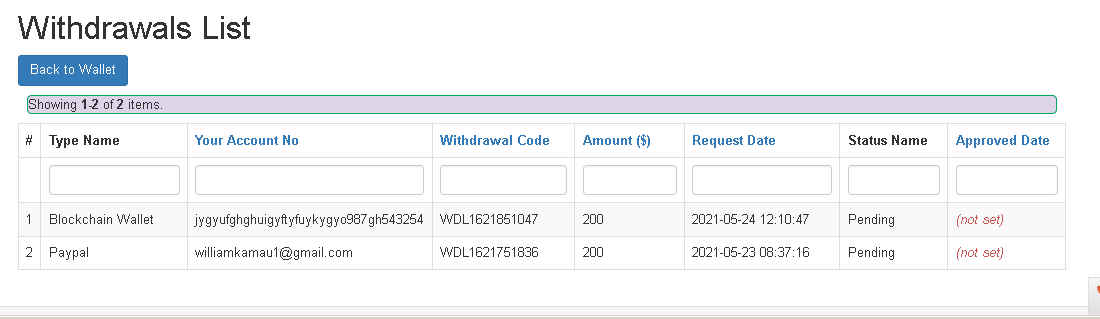 Withdrawals List
Back to Wallet
Showing 1-2 of 2 items.
# Type Name Your Account No Withdrawal Code Amount ($) Request Date Status Name Approved Date
1 Blockchain Wallet jygyufghghuigyftyfuykygyo987gh543254 WDL1621851047 200 2021-05-24 12:10:47 Pending (not set)
2 Paypal williamkamau1@gmail.com WDL1621751836 200 2021-05-23 08:37:16 Pending (not set)